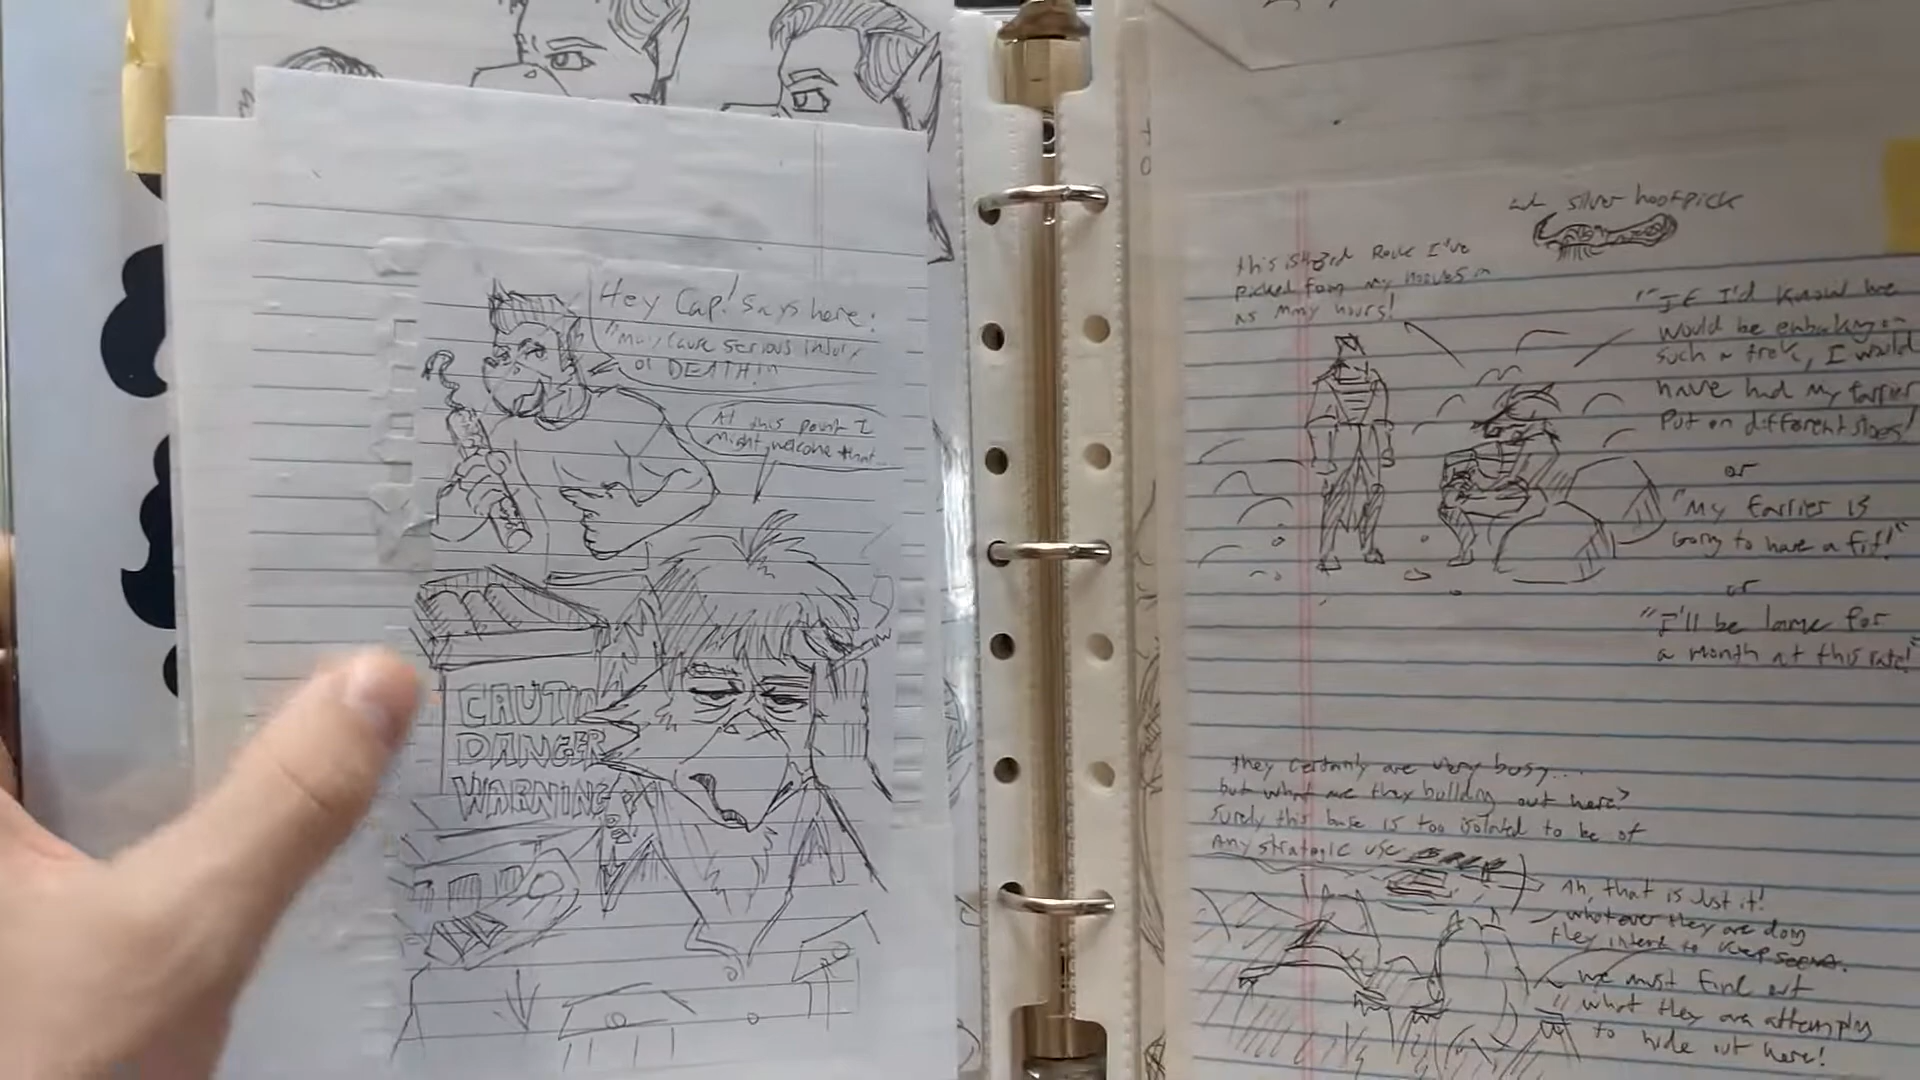 Hey Cap! Says here:
"May cause serious injury
or DEATH!"
At this point I
might welcome that...
CAUTIO
DANGER
WARNING
silver hoofpick
this is 3rd Rock I've
picked from my hooves in
as many hours!
"If I'd known we
would be embarking on
such a trek, I would
have had my farrier
Put on different shoes!
or
"My farrier is
Going to have a fit!"
or
"I'll be lame for
a month at this rate!"
they certainly are very busy...
but what are they building out here?
surely this base is too isolated to be of
Any strategic use
Ah, that is Just it!
whatever they are doing
they intend to keep secret.
we must find out
what they are attempting
to hide out here!